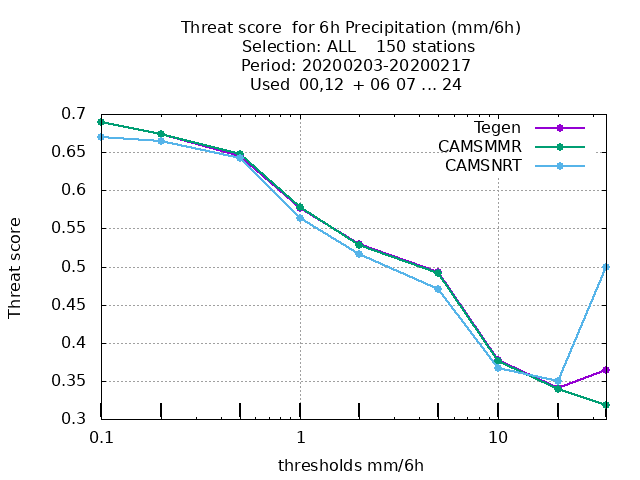 Threat score  for 6h Precipitation (mm/6h)
Selection: ALL    150 stations
Period: 20200203-20200217
Used  00,12  + 06 07 ... 24
Tegen
CAMSMMR
CAMSNRT
Threat score
0.7
0.65
0.6
0.55
0.5
0.45
0.4
0.35
0.3
0.1
1
10
thresholds mm/6h